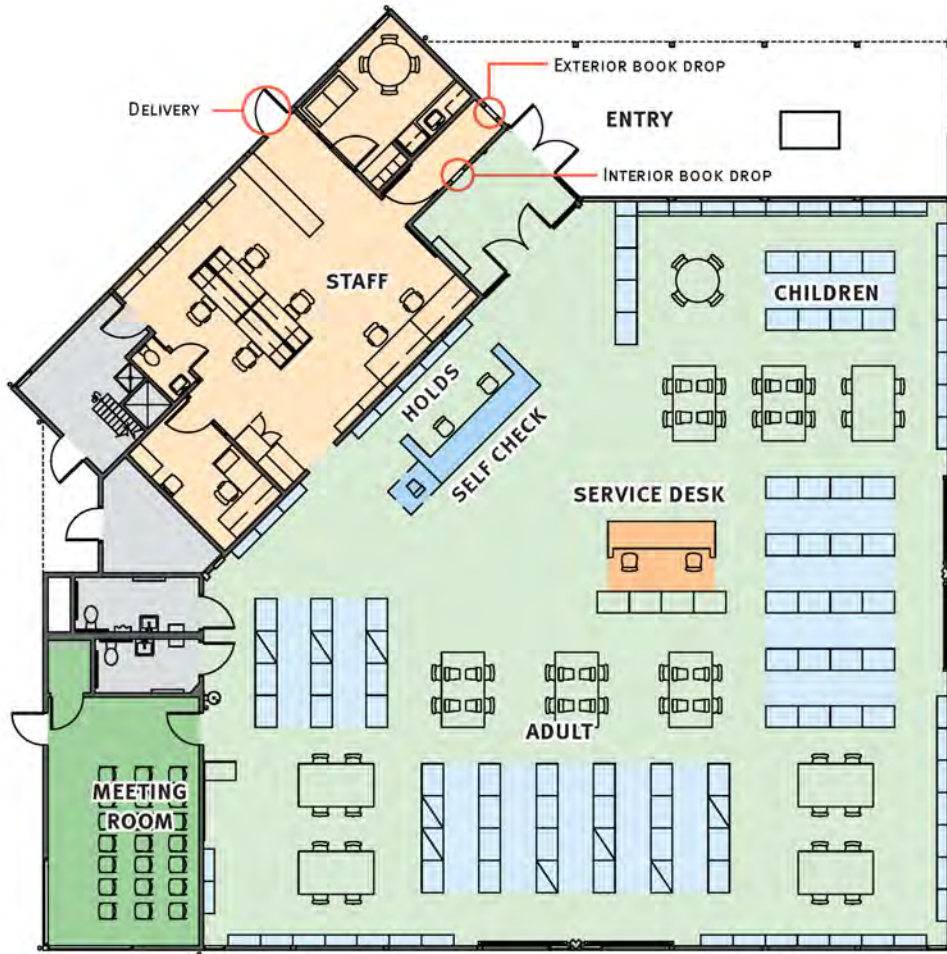 EXTERIOR BOOK DROP
DELIVERY
ENTRY
INTERIOR BOOK DROP
STAFF
CHILDREN
HOLDS
SELF CHECK
SERVICE DESK
ADULT
MEETING
ROOM